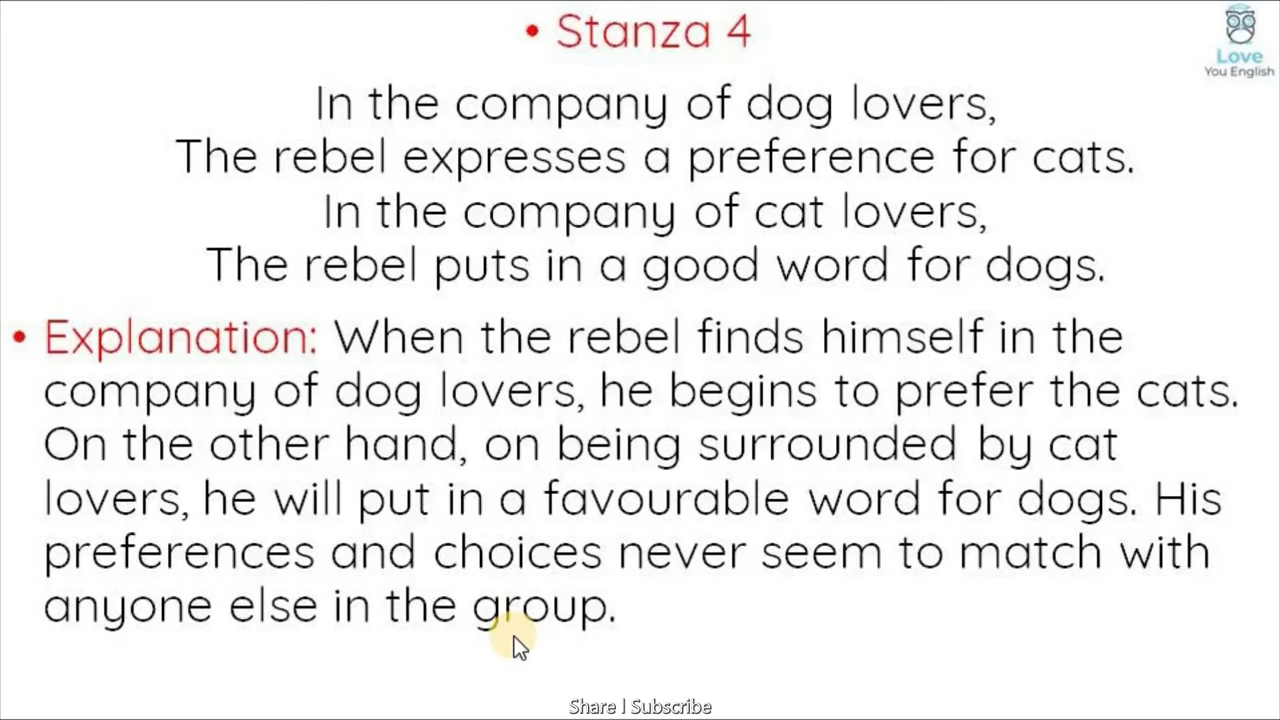 • Stanza 4
Love
You English
In the company of dog lovers,
The rebel expresses a preference for cats.
In the company of cat lovers,
The rebel puts in a good word for dogs.
• Explanation: When the rebel finds himself in the
company of dog lovers, he begins to prefer the cats.
On the other hand, on being surrounded by cat
lovers, he will put in a favourable word for dogs. His
preferences and choices never seem to match with
anyone else in the group.
Share | Subscribe